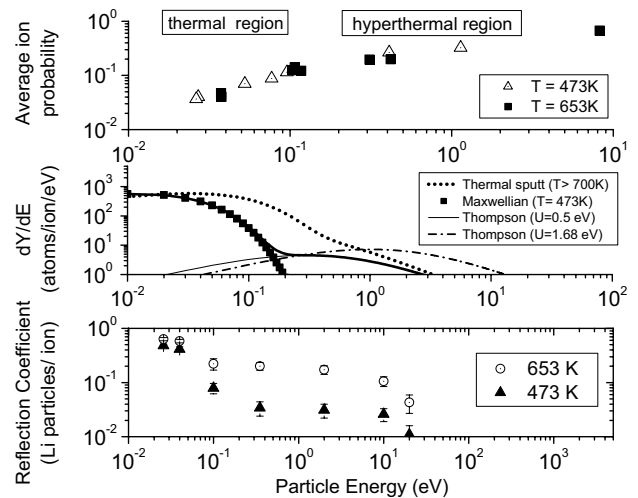 thermal region hyperthermal region
Average ion
probability
10^0
10^-1
10^-2
T = 473K
T = 653K
10^-2 10^-1 10^0 10^1
dY/dE
(atoms/ion/eV)
10^3
10^2
10^1
10^0
Thermal sputt (T> 700K)
Maxwellian (T= 473K)
Thompson (U=0.5 eV)
Thompson (U=1.68 eV)
10^-2 10^-1 10^0 10^1 10^2
Reflection Coefficient
(Li particles/ ion)
10^0
10^-1
10^-2
653 K
473 K
10^-2 10^-1 10^0 10^1 10^2 10^3
Particle Energy (eV)